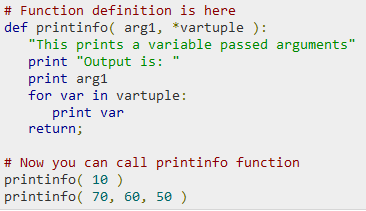 # Function definition is here
def printinfo( arg1, *vartuple ):
   "This prints a variable passed arguments"
   print "Output is: "
   print arg1
   for var in vartuple:
      print var
   return;

# Now you can call printinfo function
printinfo( 10 )
printinfo( 70, 60, 50 )